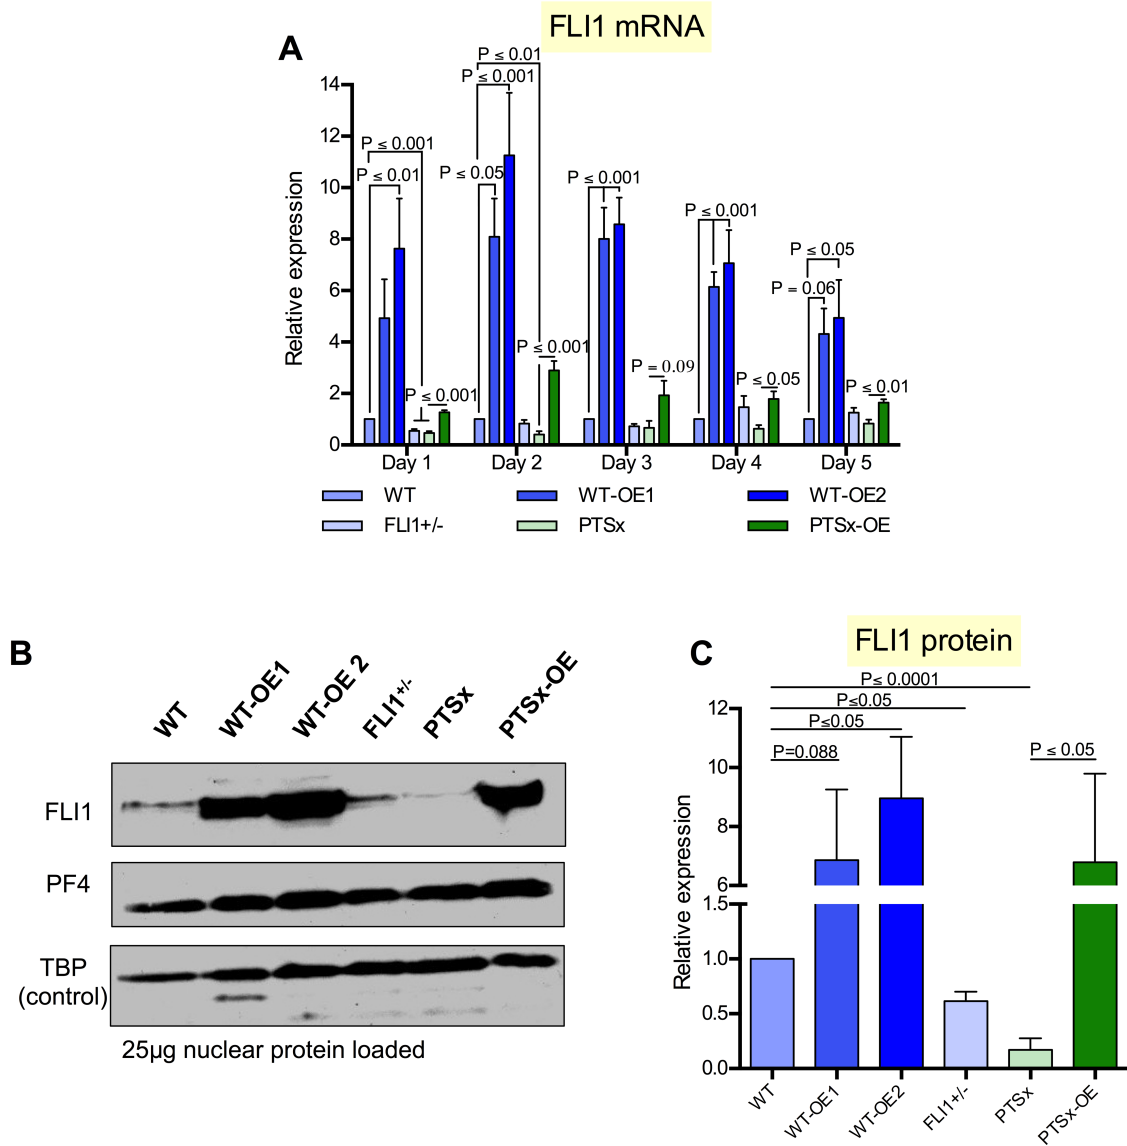 FLI1 mRNA
A
P ≤ 0.01
P ≤ 0.001
P ≤ 0.001
P ≤ 0.01
P ≤ 0.05
P ≤ 0.001
P ≤ 0.001
P ≤ 0.05
P = 0.06
P ≤ 0.001
P ≤ 0.001
P = 0.09
P ≤ 0.05
P ≤ 0.01
Relative expression
14
12
10
8
6
4
2
0
Day 1 Day 2 Day 3 Day 4 Day 5
WT WT-OE1 WT-OE2
FLI1+/- PTSx PTSx-OE
B
WT WT-OE1 WT-OE 2 FLI1+/- PTSx PTSx-OE
FLI1
PF4
TBP
(control)
25µg nuclear protein loaded
C
FLI1 protein
P≤ 0.0001
P≤0.05
P≤0.05
P=0.088
P ≤ 0.05
Relative expression
12
10
8
6
1.5
1.0
0.5
0.0
WT WT-OE1 WT-OE2 FLI1+/- PTSx PTSx-OE